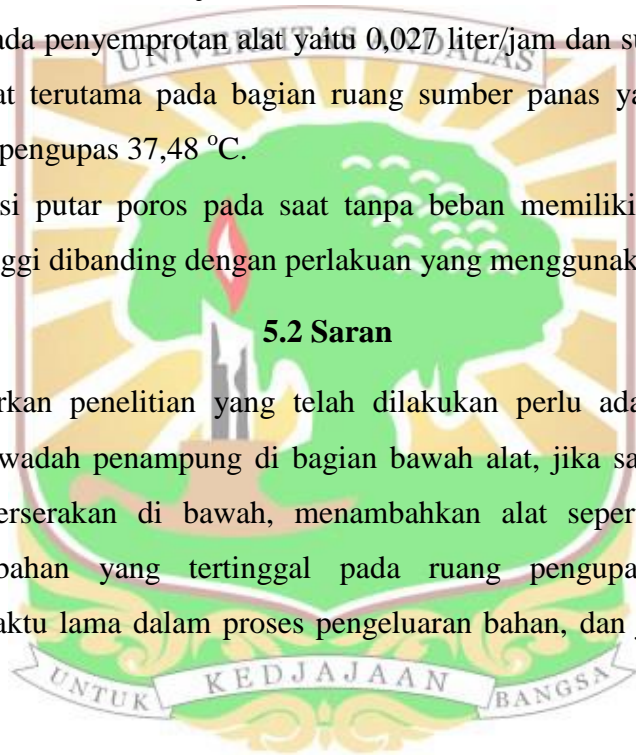 ada penyemprotan alat yaitu 0,027 liter/jam dan su
UNIVERSITAS ANDALAS
at terutama pada bagian ruang sumber panas ya
pengupas 37,48 °C.
si putar poros pada saat tanpa beban memiliki
nggi dibanding dengan perlakuan yang menggunak
5.2 Saran
rkan penelitian yang telah dilakukan perlu ada
wadah penampung di bagian bawah alat, jika sa
erserakan di bawah, menambahkan alat seper
bahan yang tertinggal pada ruang pengupa
aktu lama dalam proses pengeluaran bahan, dan
UNTUK KEDJAJAAN BANGSA